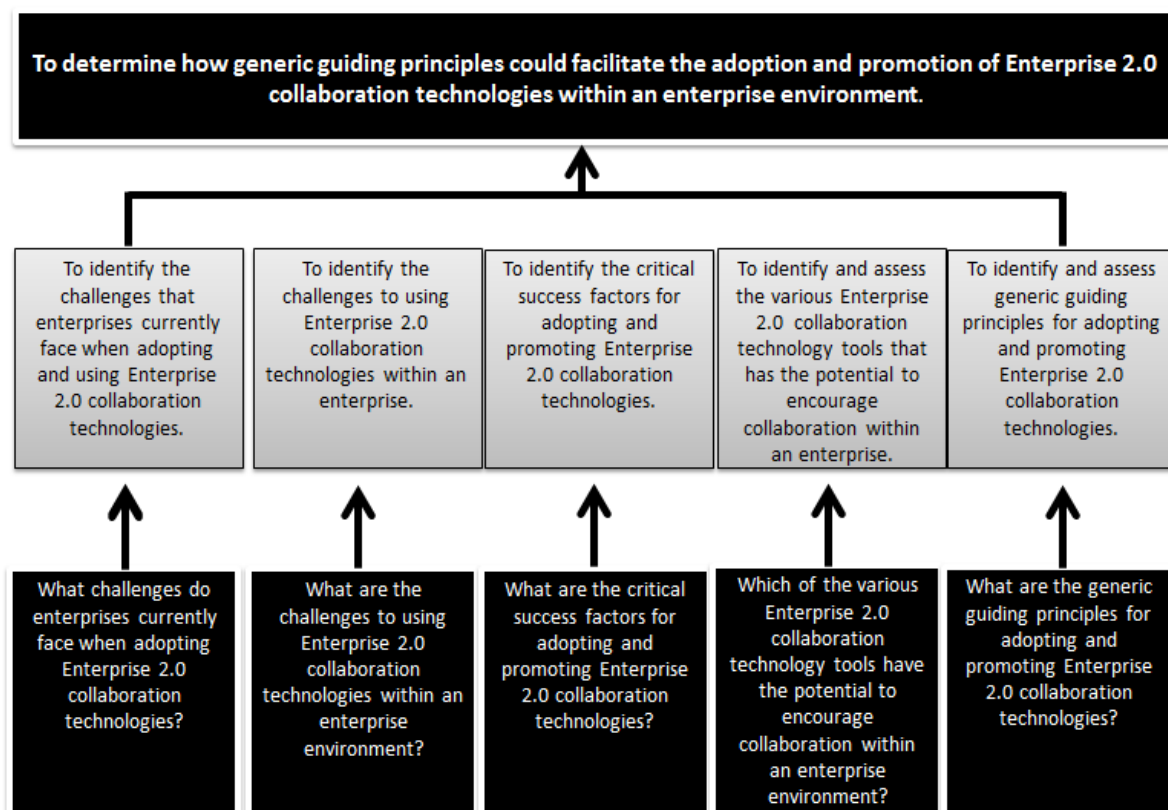 To determine how generic guiding principles could facilitate the adoption and promotion of Enterprise 2.0
collaboration technologies within an enterprise environment.
To identify the
challenges that
enterprises currently
face when adopting
and using Enterprise
2.0 collaboration
technologies.
To identify the
challenges to using
Enterprise 2.0
collaboration
technologies within an
enterprise.
To identify the critical
success factors for
adopting and
promoting Enterprise
2.0 collaboration
technologies.
To identify and assess
the various Enterprise
2.0 collaboration
technology tools that
has the potential to
encourage
collaboration within
an enterprise.
To identify and assess
generic guiding
principles for adopting
and promoting
Enterprise 2.0
collaboration
technologies.
What challenges do
enterprises currently
face when adopting
Enterprise 2.0
collaboration
technologies?
What are the
challenges to using
Enterprise 2.0
collaboration
technologies within an
enterprise
environment?
What are the critical
success factors for
adopting and
promoting Enterprise
2.0 collaboration
technologies?
Which of the various
Enterprise 2.0
collaboration
technology tools have
the potential to
encourage
collaboration within
an enterprise
environment?
What are the generic
guiding principles for
adopting and
promoting Enterprise
2.0 collaboration
technologies?